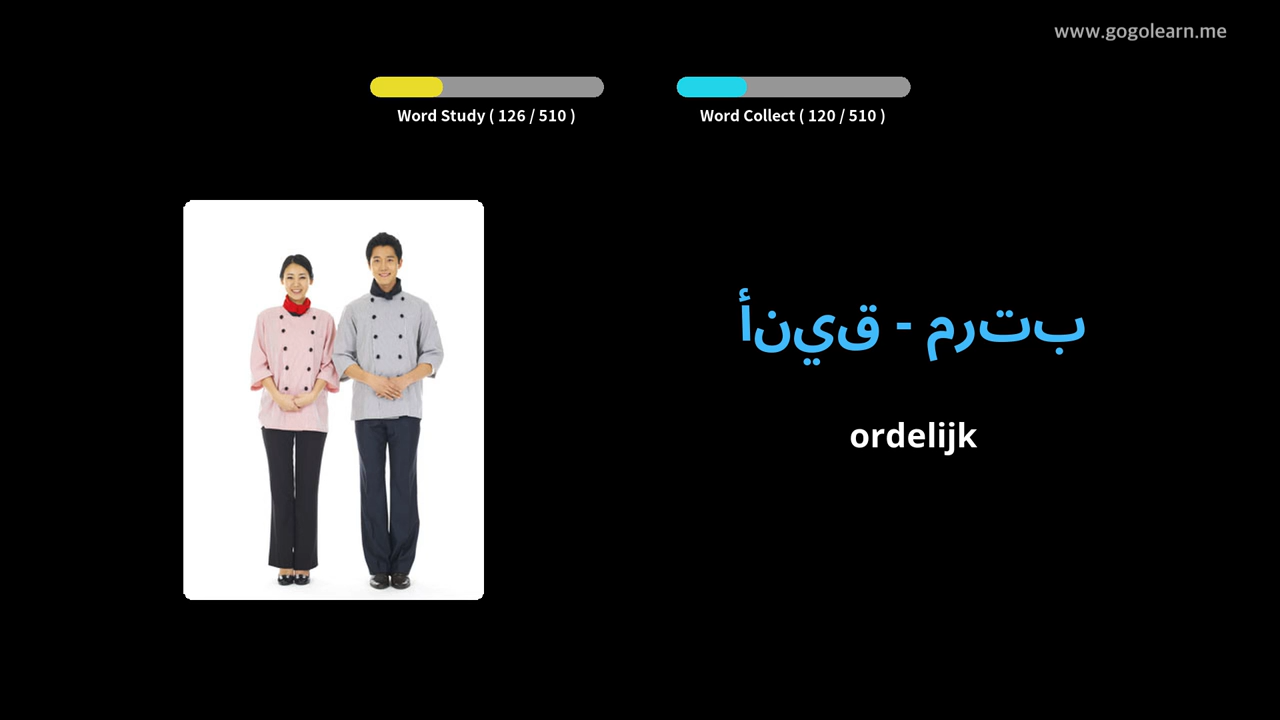 www.gogolearn.me
Word Study ( 126 / 510 )
Word Collect ( 120 / 510 )
أنيق - مرتب
ordelijk